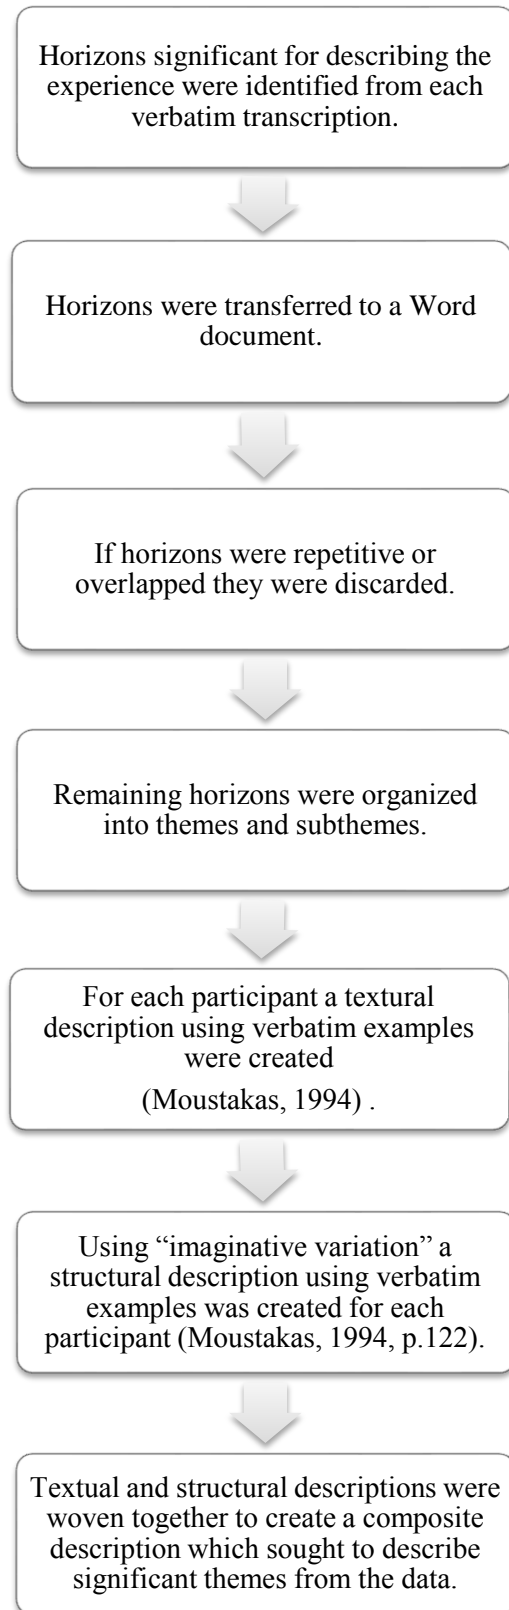 Horizons significant for describing the
experience were identified from each
verbatim transcription.
Horizons were transferred to a Word
document.
If horizons were repetitive or
overlapped they were discarded.
Remaining horizons were organized
into themes and subthemes.
For each participant a textural
description using verbatim examples
were created
(Moustakas, 1994) .
Using “imaginative variation” a
structural description using verbatim
examples was created for each
participant (Moustakas, 1994, p.122).
Textual and structural descriptions were
woven together to create a composite
description which sought to describe
significant themes from the data.